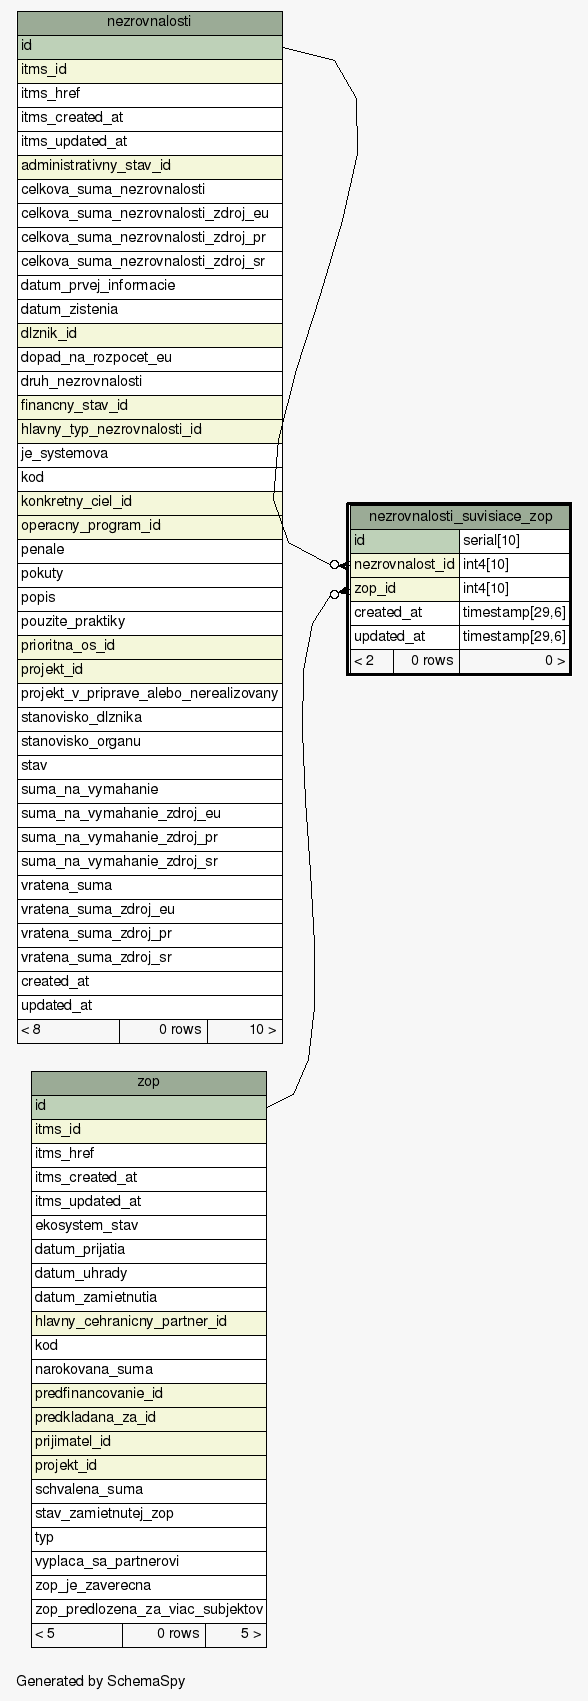 nezrovnalosti
id
itms_id
itms_href
itms_created_at
itms_updated_at
administrativny_stav_id
celkova_suma_nezrovnalosti
celkova_suma_nezrovnalosti_zdroj_eu
celkova_suma_nezrovnalosti_zdroj_pr
celkova_suma_nezrovnalosti_zdroj_sr
datum_prvej_informacie
datum_zistenia
dlznik_id
dopad_na_rozpocet_eu
druh_nezrovnalosti
financny_stav_id
hlavny_typ_nezrovnalosti_id
je_systemova
kod
konkretny_ciel_id
operacny_program_id
penale
pokuty
popis
pouzite_praktiky
prioritna_os_id
projekt_id
projekt_v_priprave_alebo_nerealizovany
stanovisko_dlznika
stanovisko_organu
stav
suma_na_vymahanie
suma_na_vymahanie_zdroj_eu
suma_na_vymahanie_zdroj_pr
suma_na_vymahanie_zdroj_sr
vratena_suma
vratena_suma_zdroj_eu
vratena_suma_zdroj_pr
vratena_suma_zdroj_sr
created_at
updated_at
< 8 0 rows 10 >
nezrovnalosti_suvisiace_zop
id serial[10]
nezrovnalost_id int4[10]
zop_id int4[10]
created_at timestamp[29,6]
updated_at timestamp[29,6]
< 2 0 rows 0 >
zop
id
itms_id
itms_href
itms_created_at
itms_updated_at
ekosystem_stav
datum_prijatia
datum_uhrady
datum_zamietnutia
hlavny_cehranicny_partner_id
kod
narokovana_suma
predfinancovanie_id
predkladana_za_id
prijimatel_id
projekt_id
schvalena_suma
stav_zamietnutej_zop
typ
vyplaca_sa_partnerovi
zop_je_zaverecna
zop_predlozena_za_viac_subjektov
< 5 0 rows 5 >
Generated by SchemaSpy